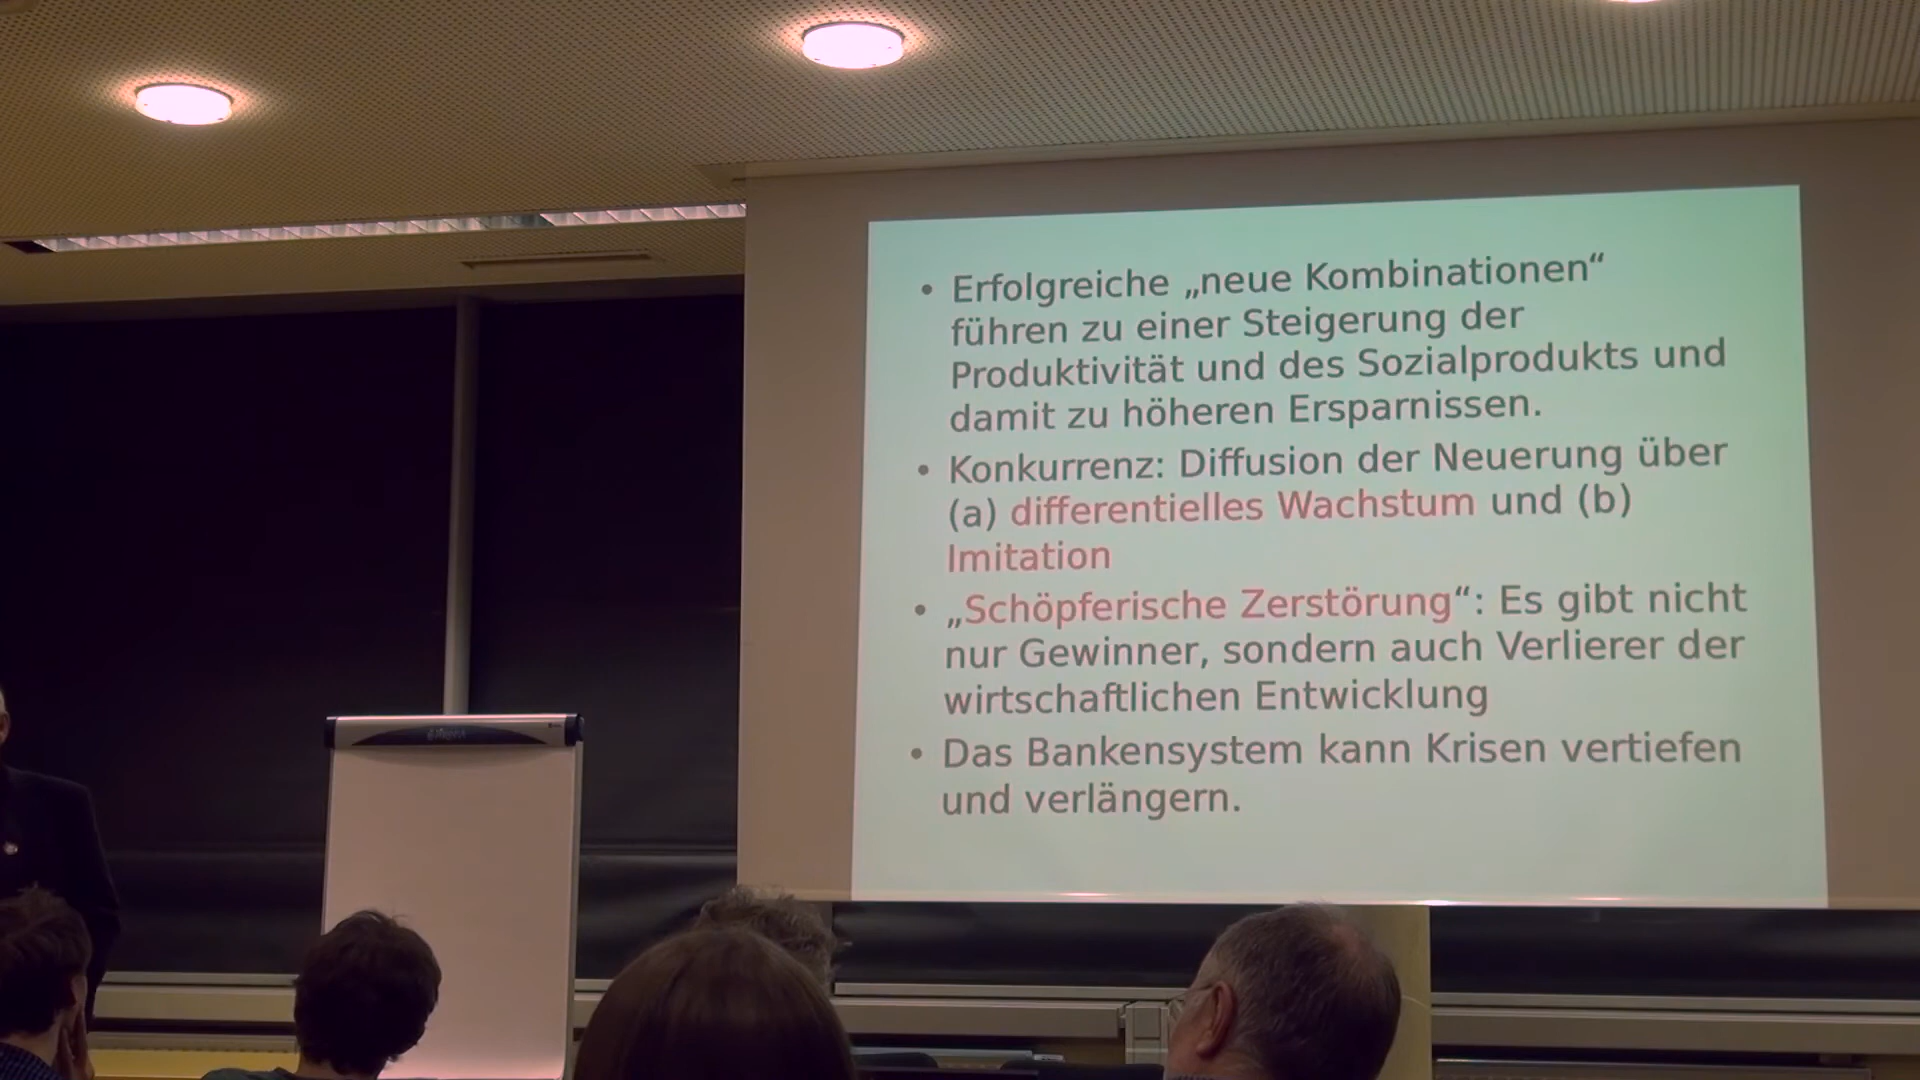 • Erfolgreiche „neue Kombinationen“
führen zu einer Steigerung der
Produktivität und des Sozialprodukts und
damit zu höheren Ersparnissen.
• Konkurrenz: Diffusion der Neuerung über
(a) differentielles Wachstum und (b)
Imitation
• „Schöpferische Zerstörung“: Es gibt nicht
nur Gewinner, sondern auch Verlierer der
wirtschaftlichen Entwicklung
• Das Bankensystem kann Krisen vertiefen
und verlängern.